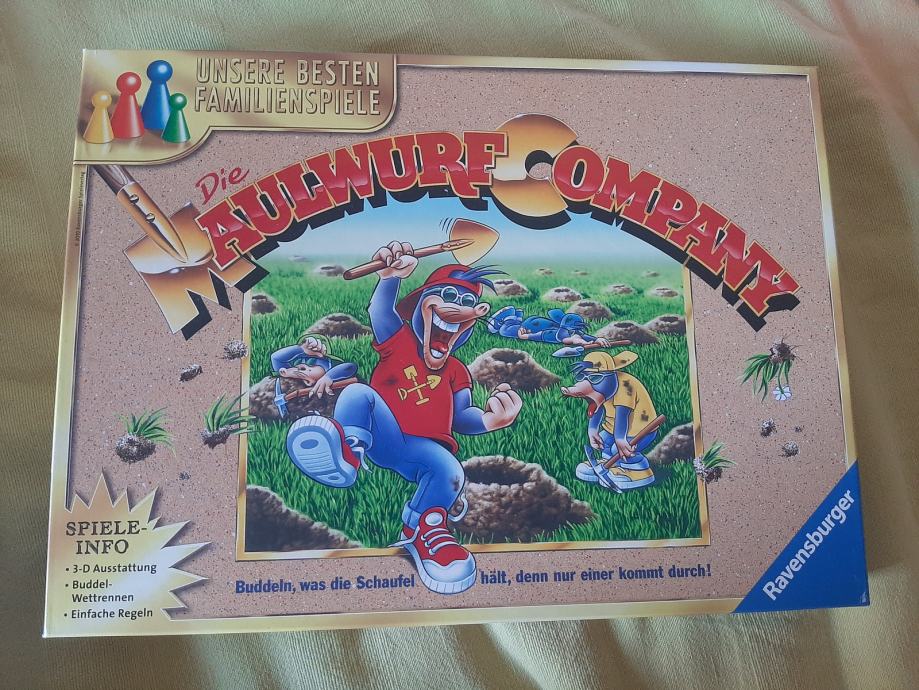 UNSERE BESTEN
FAMILIENSPIELE
Die
MAULWURF COMPANY
SPIELE-
INFO
• 3-D Ausstattung
• Buddel-
Wettrennen
• Einfache Regeln
Buddeln, was die Schaufel hält, denn nur einer kommt durch!
Ravensburger